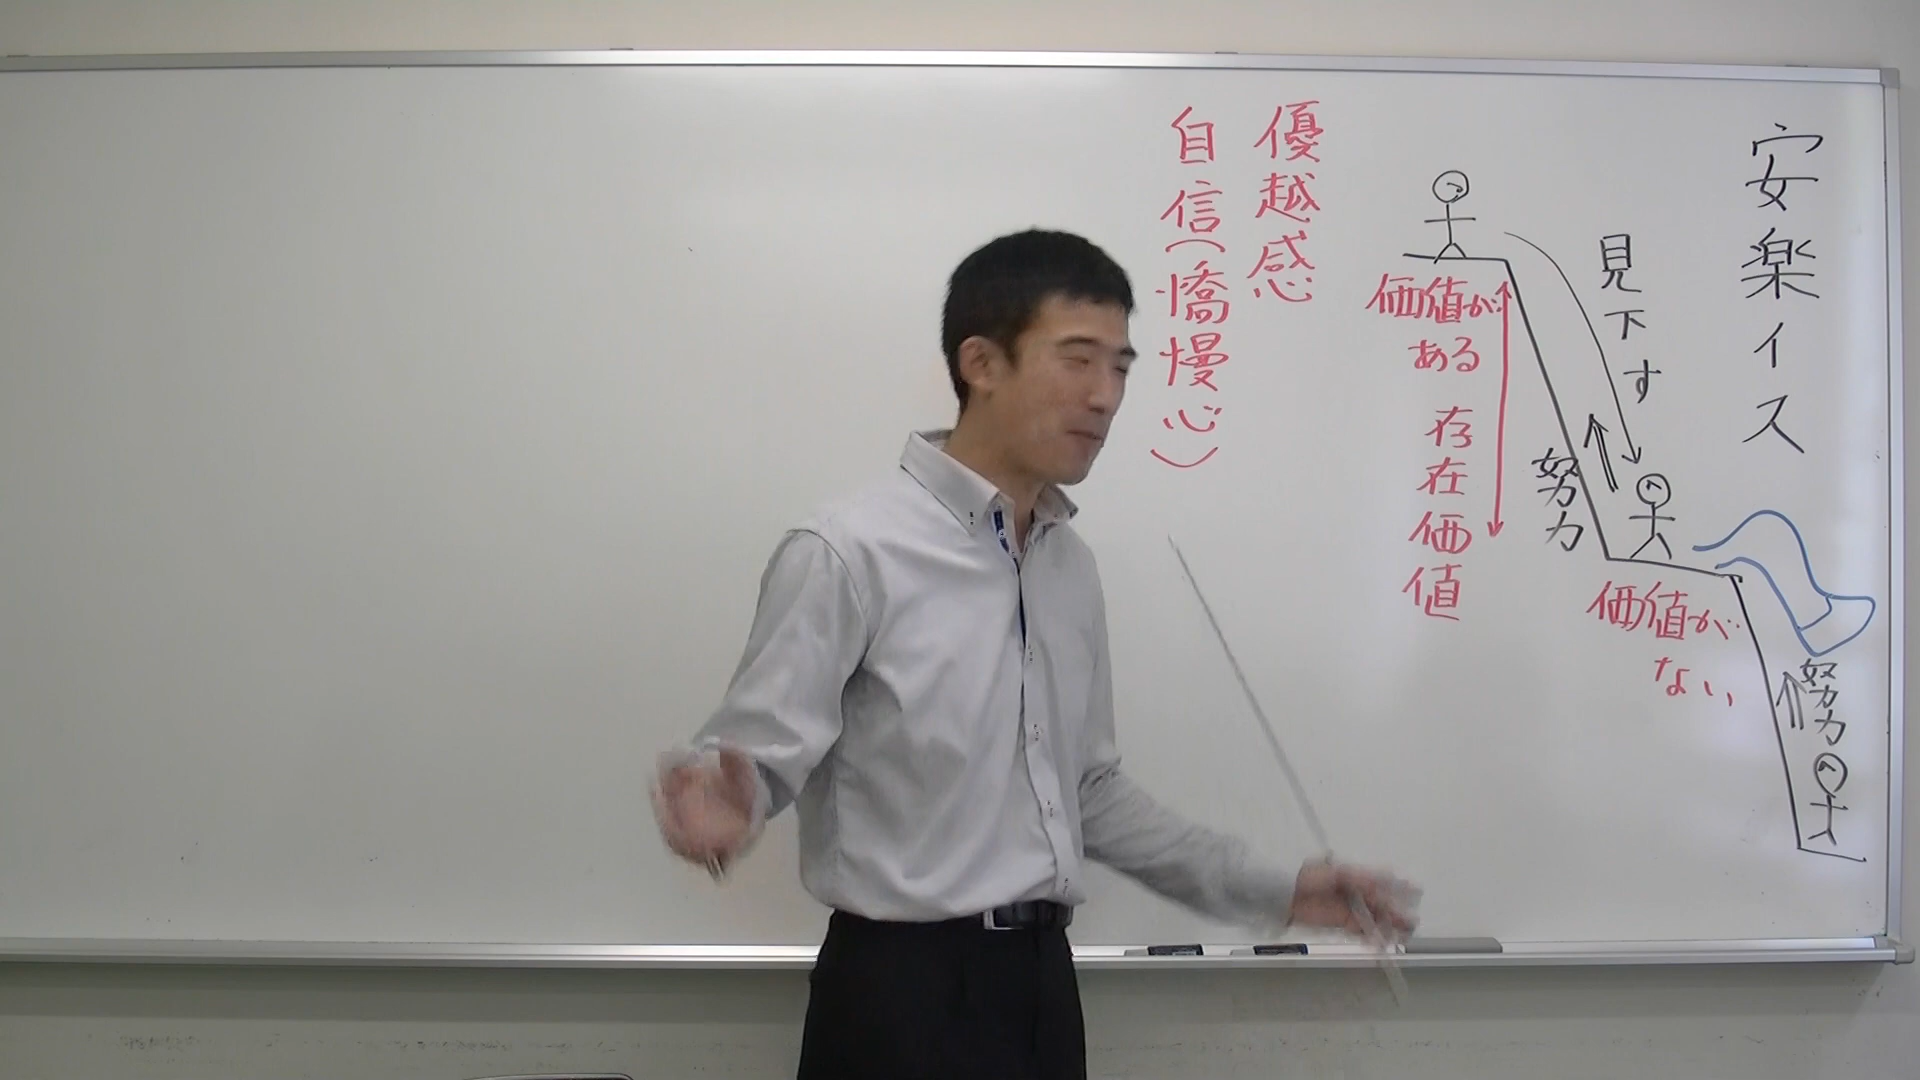 安楽イス
見下す
努力
努力
価値が
ある
存在価値
価値が
ない
優越感
自信(憍慢心)